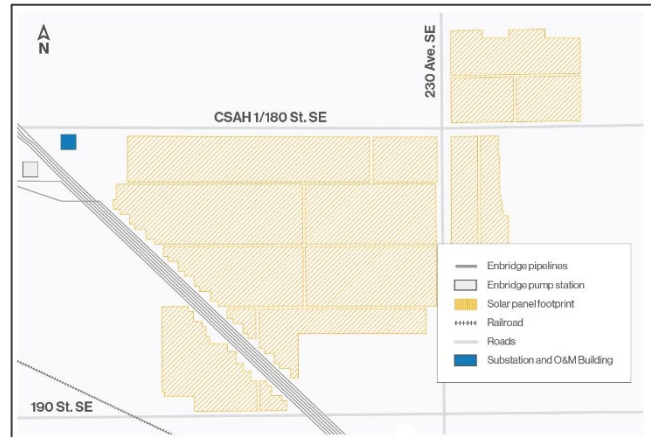 N
230 Ave. SE
CSAH 1/180 St. SE
Enbridge pipelines
Enbridge pump station
Solar panel footprint
Railroad
Roads
Substation and O&M Building
190 St. SE